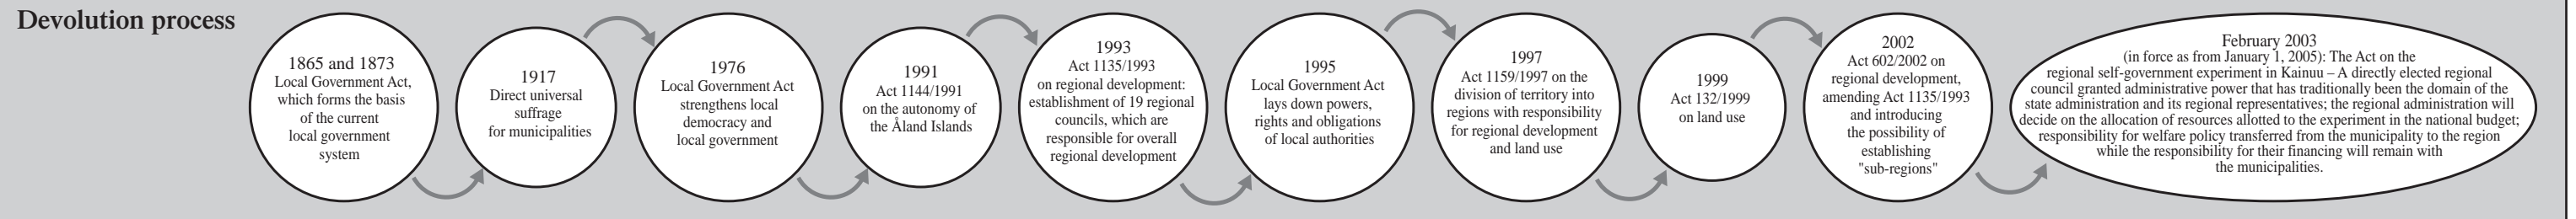 Devolution process
1865 and 1873
Local Government Act,
which forms the basis
of the current
local government
system
1917
Direct universal
suffrage
for municipalities
1976
Local Government Act
strengthens local
democracy and
local government
1991
Act 1144/1991
on the autonomy of
the Åland Islands
1993
Act 1135/1993
on regional development:
establishment of 19 regional
councils, which are
responsible for overall
regional development
1995
Local Government Act
lays down powers,
rights and obligations
of local authorities
1997
Act 1159/1997 on the
division of territory into
regions with responsibility
for regional development
and land use
1999
Act 132/1999
on land use
2002
Act 602/2002 on
regional development,
amending Act 1135/1993
and introducing
the possibility of
establishing
"sub-regions"
February 2003
(in force as from January 1, 2005): The Act on the
regional self-government experiment in Kainuu – A directly elected regional
council granted administrative power that has traditionally been the domain of the
state administration and its regional representatives; the regional administration will
decide on the allocation of resources allotted to the experiment in the national budget;
responsibility for welfare policy transferred from the municipality to the region
while the responsibility for their financing will remain with
the municipalities.